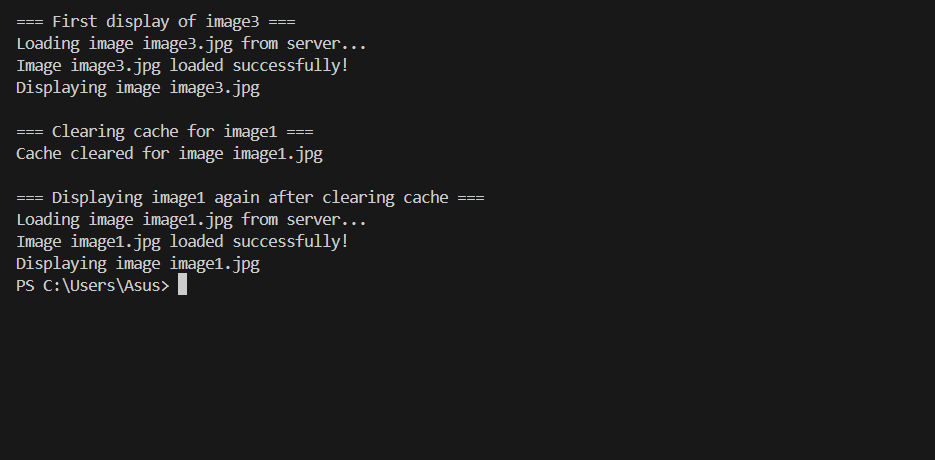 === First display of image3 ===
Loading image image3.jpg from server...
Image image3.jpg loaded successfully!
Displaying image image3.jpg
=== Clearing cache for image1 ===
Cache cleared for image image1.jpg
=== Displaying image1 again after clearing cache ===
Loading image image1.jpg from server...
Image image1.jpg loaded successfully!
Displaying image image1.jpg
PS C:\Users\Asus>